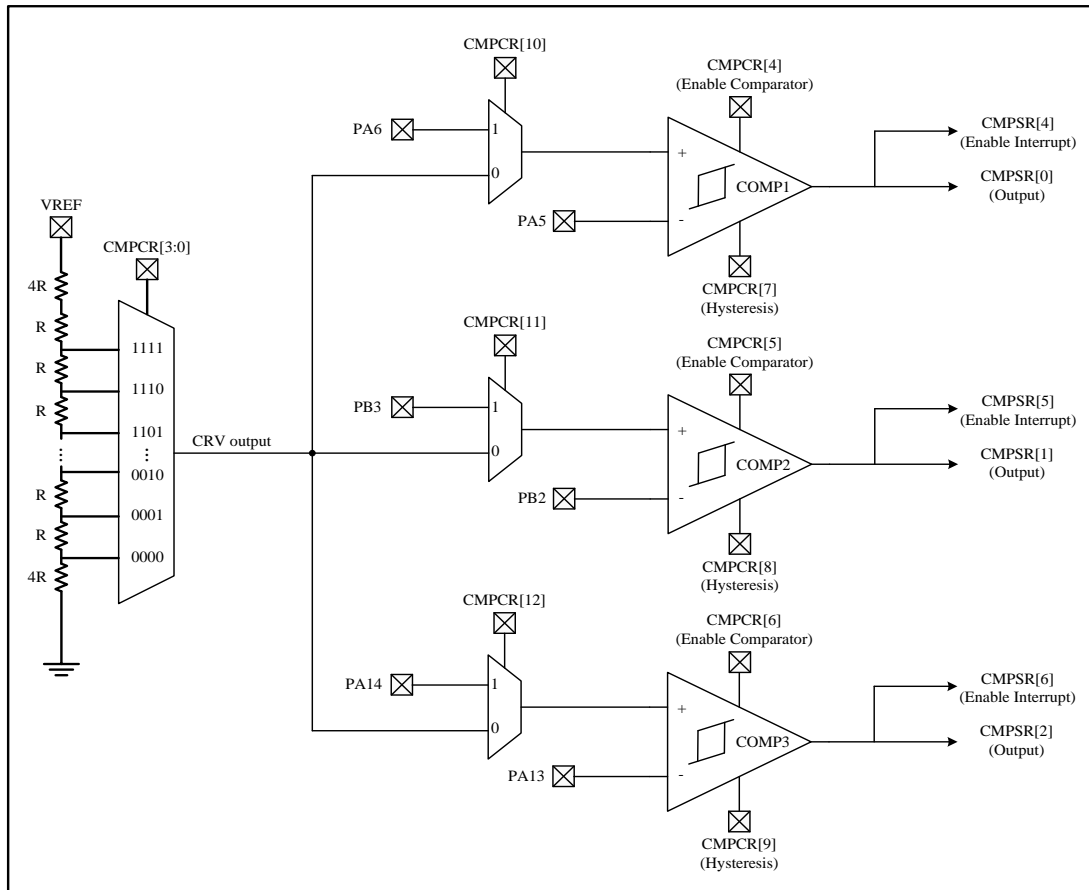 CMPCR[10]
CMPCR[4]
(Enable Comparator)
PA6
1
0
+
-
COMP1
PA5
CMPSR[4]
(Enable Interrupt)
CMPSR[0]
(Output)
CMPCR[7]
(Hysteresis)
VREF
CMPCR[3:0]
4R
R
R
R
...
R
R
4R
1111
1110
1101
...
0010
0001
0000
CRV output
CMPCR[11]
CMPCR[5]
(Enable Comparator)
PB3
1
0
+
-
COMP2
PB2
CMPSR[5]
(Enable Interrupt)
CMPSR[1]
(Output)
CMPCR[8]
(Hysteresis)
CMPCR[12]
CMPCR[6]
(Enable Comparator)
PA14
1
0
+
-
COMP3
PA13
CMPSR[6]
(Enable Interrupt)
CMPSR[2]
(Output)
CMPCR[9]
(Hysteresis)